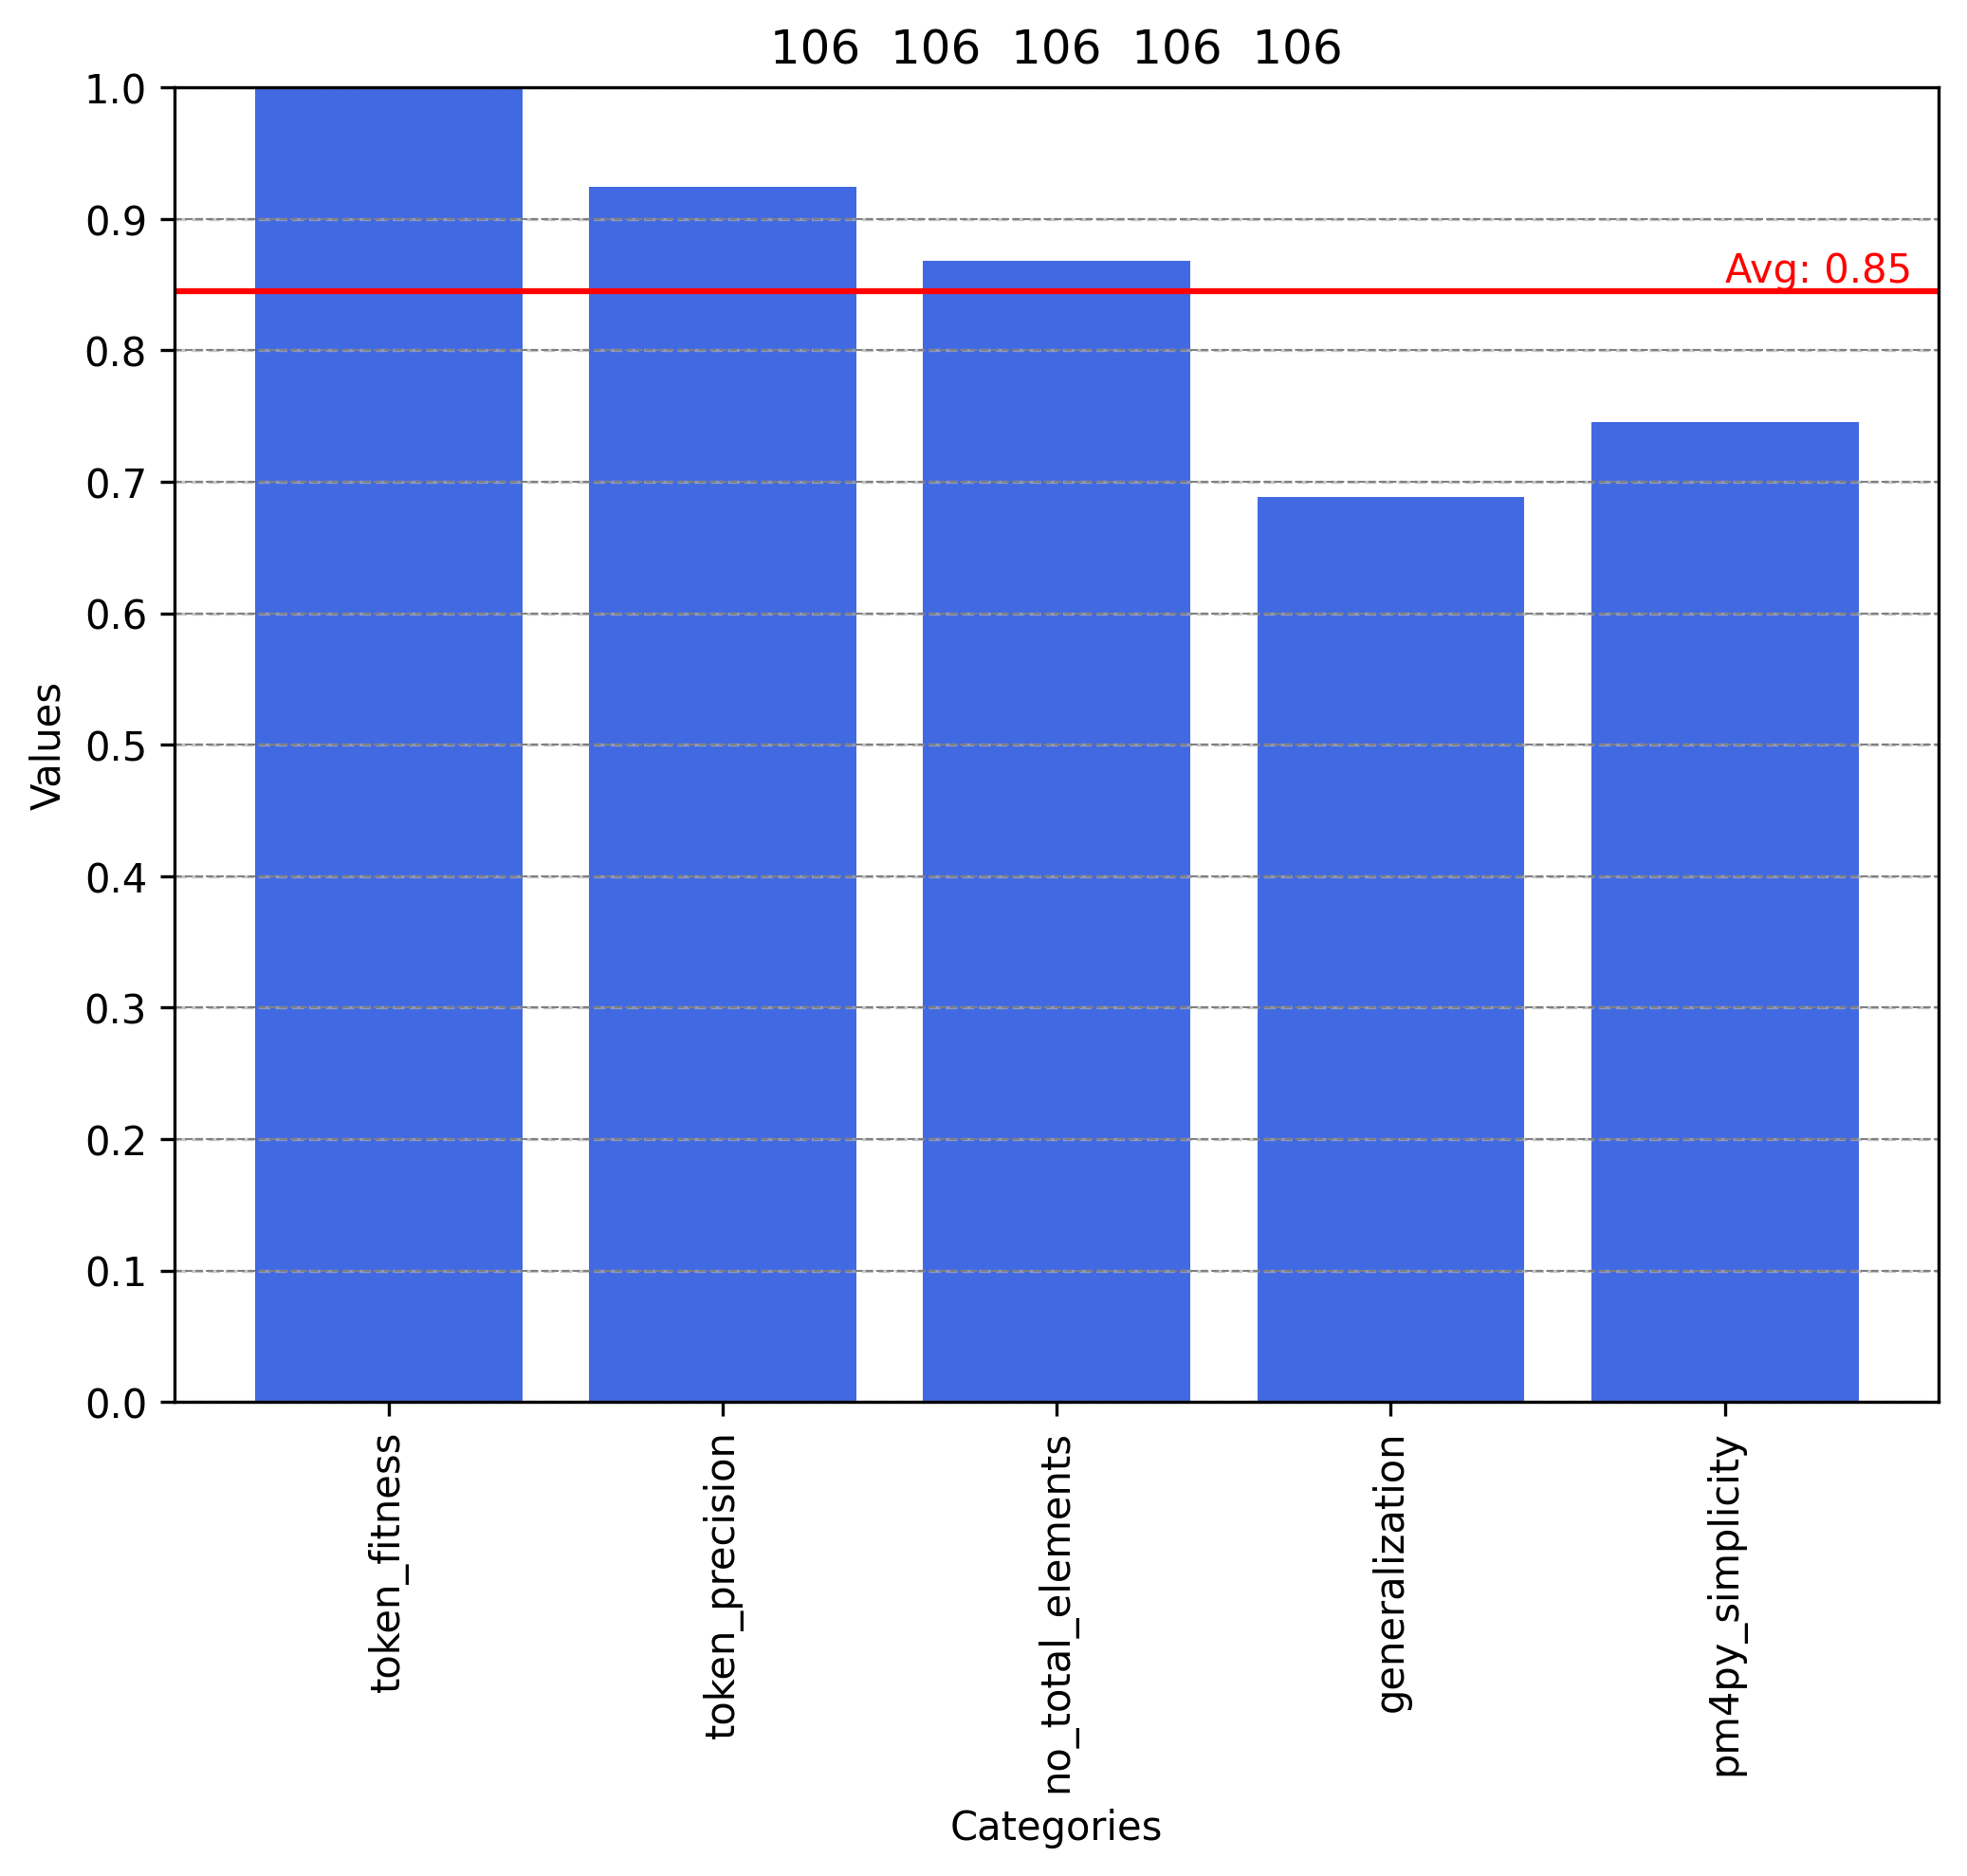 106  106  106  106  106
1.0
0.9
0.8
0.7
0.6
0.5
0.4
0.3
0.2
0.1
0.0
Values
Avg: 0.85
token_fitness
token_precision
no_total_elements
generalization
pm4py_simplicity
Categories